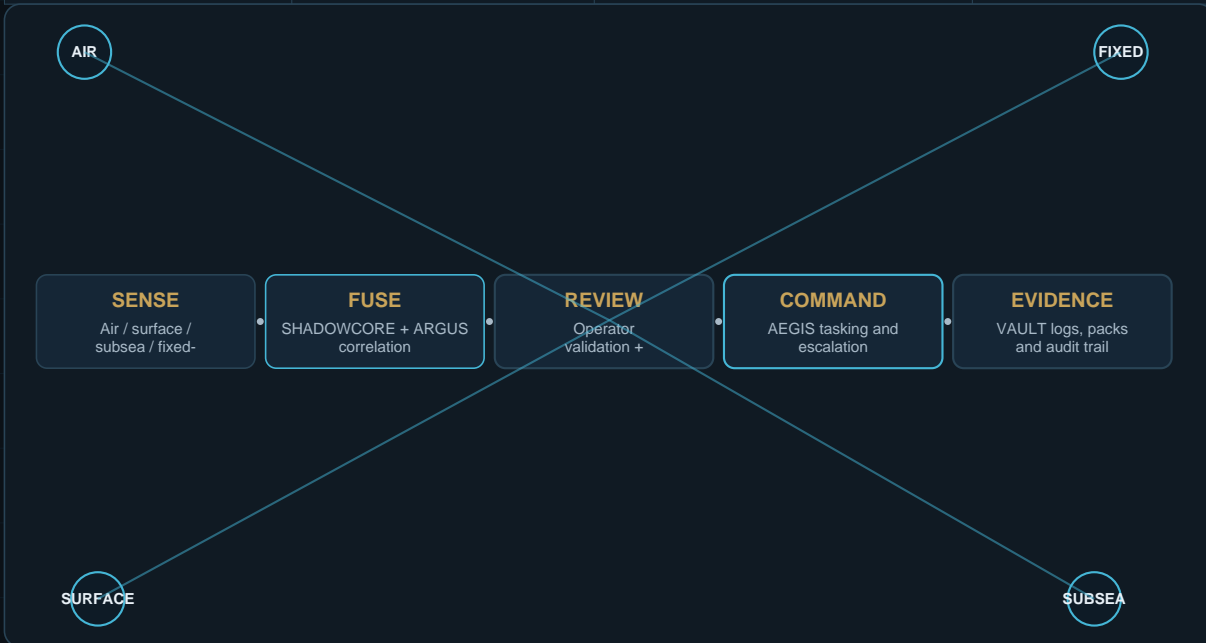 AIR
FIXED
SENSE
Air / surface /
subsea / fixed-
FUSE
SHADOWCORE + ARGUS
correlation
REVIEW
Operator
validation +
COMMAND
AEGIS tasking and
escalation
EVIDENCE
VAULT logs, packs
and audit trail
SURFACE
SUBSEA